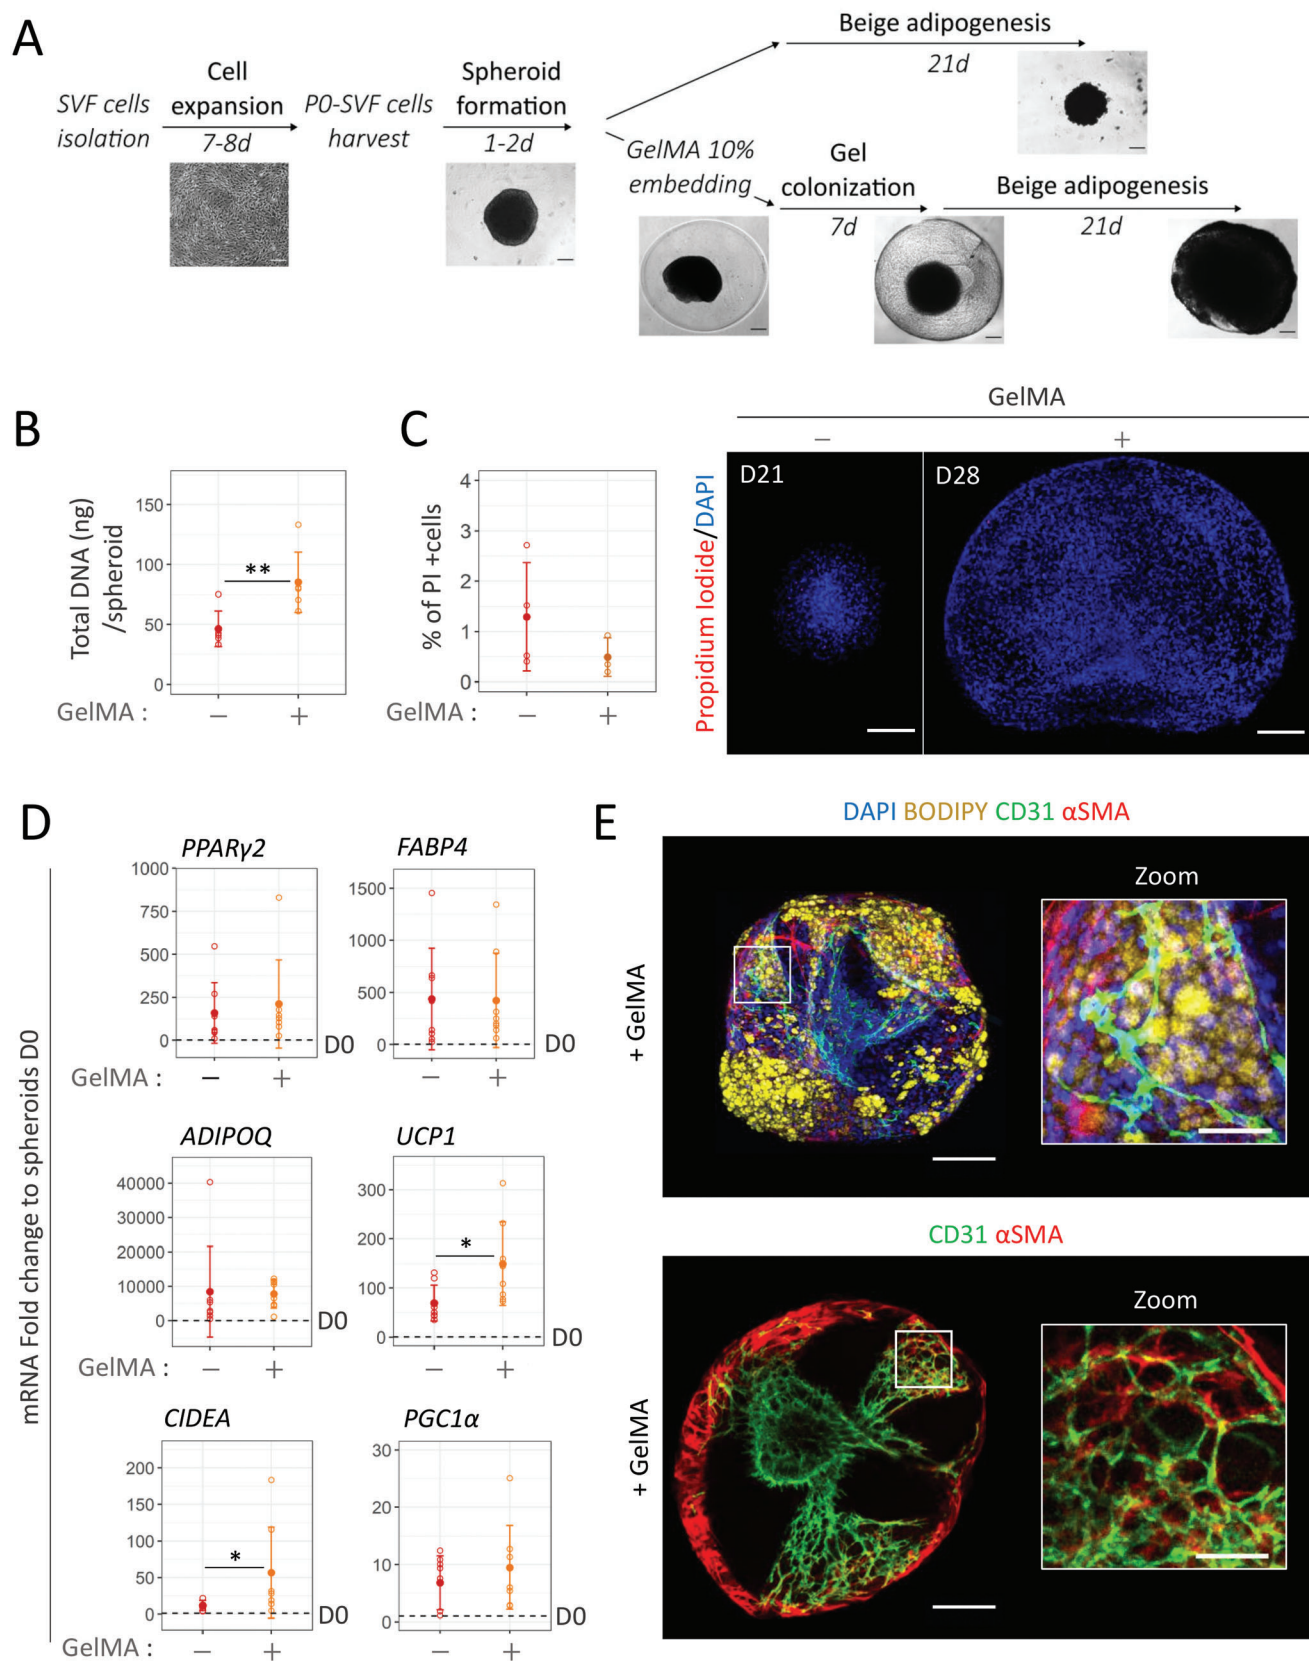 A
SVF cells
isolation
Cell
expansion
7-8d
P0-SVF cells
harvest
Spheroid
formation
1-2d
Beige adipogenesis
21d
GelMA 10%
embedding
Gel
colonization
7d
Beige adipogenesis
21d
B
Total DNA (ng)
/spheroid
150
100
50
0
**
GelMA :
−
+
C
% of PI +cells
4
3
2
1
0
GelMA :
−
+
GelMA
−
+
Propidium Iodide/DAPI
D21
D28
D
mRNA Fold change to spheroids D0
PPARγ2
1000
750
500
250
0
D0
GelMA :
−
+
FABP4
1500
1000
500
0
D0
−
+
ADIPOQ
40000
30000
20000
10000
0
D0
GelMA :
−
+
UCP1
300
200
100
0
*
D0
−
+
CIDEA
200
150
100
50
0
*
D0
GelMA :
−
+
PGC1α
30
20
10
0
D0
−
+
E
DAPI BODIPY CD31 αSMA
+ GelMA
Zoom
CD31 αSMA
+ GelMA
Zoom